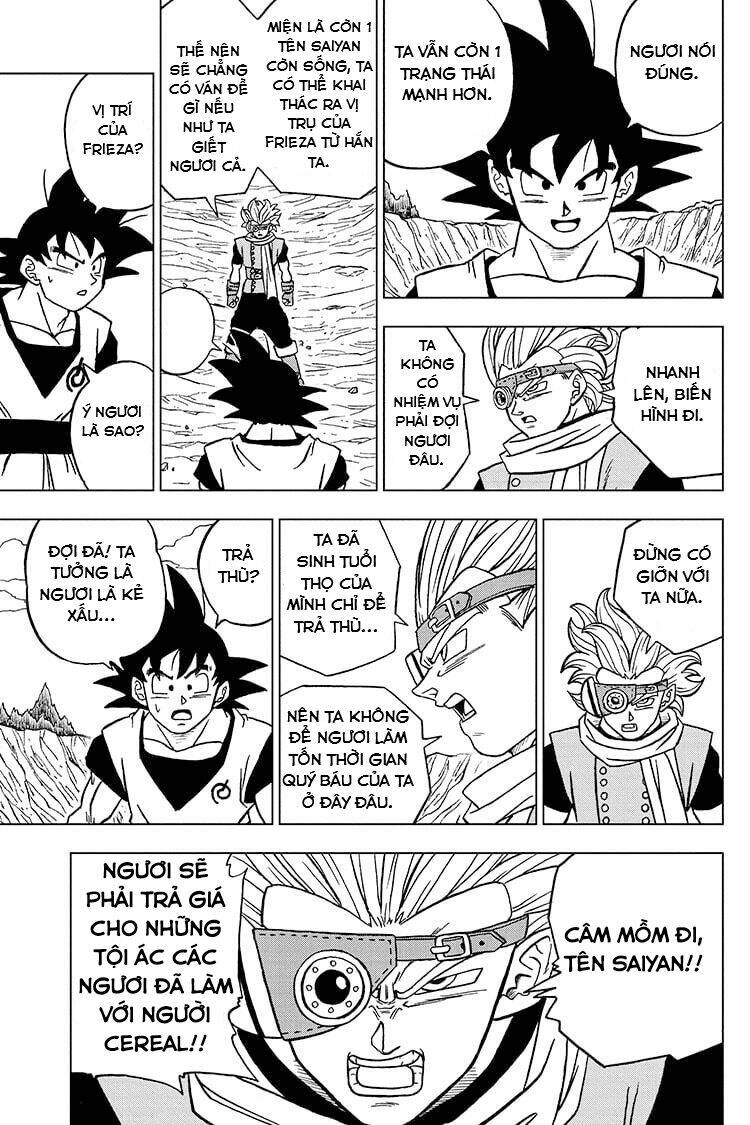 NGƯƠI NÓI
ĐÚNG.
TA VẪN CÒN 1
TRẠNG THÁI
MẠNH HƠN.
MIỆN LÀ CÒN 1
TÊN SAIYAN
CÒN SỐNG, TA
CÓ THỂ KHAI
THÁC RA VỊ
TRỤ CỦA
FRIEZA TỪ HẮN
TA.
THẾ NÊN
SẼ CHẲNG
CÓ VÁN ĐỀ
GÌ NẾU
NHƯ TA
GIẾT
NGƯƠI CẢ.
VỊ TRÍ
CỦA
FRIEZA?
Ý NGƯƠI
LÀ SAO?
NHANH
LÊN, BIẾN
HÌNH ĐI.
TA
KHÔNG
CÓ
NHIỆM VỤ
PHẢI ĐỢI
NGƯƠI
ĐÂU.
ĐỪNG CÓ
GIỠN VỚI
TA NỮA.
TA ĐÃ
SINH TUỔI
THỌ CỦA
MÌNH CHỈ ĐỂ
TRẢ THÙ...
NÊN TA KHÔNG
ĐỂ NGƯƠI LÀM
TỐN THỜI GIAN
QUÝ BÁU CỦA TA
Ở ĐÂY ĐÂU.
TRẢ
THÙ?
ĐỢI ĐÃ! TA
TƯỞNG LÀ
NGƯƠI LÀ KẺ
XẤU...
CÂM MỒM ĐI,
TÊN SAIYAN!!
NGƯƠI SẼ
PHẢI TRẢ GIÁ
CHO NHỮNG
TỘI ÁC CÁC
NGƯƠI ĐÃ LÀM
VỚI NGƯỜI
CEREAL!!